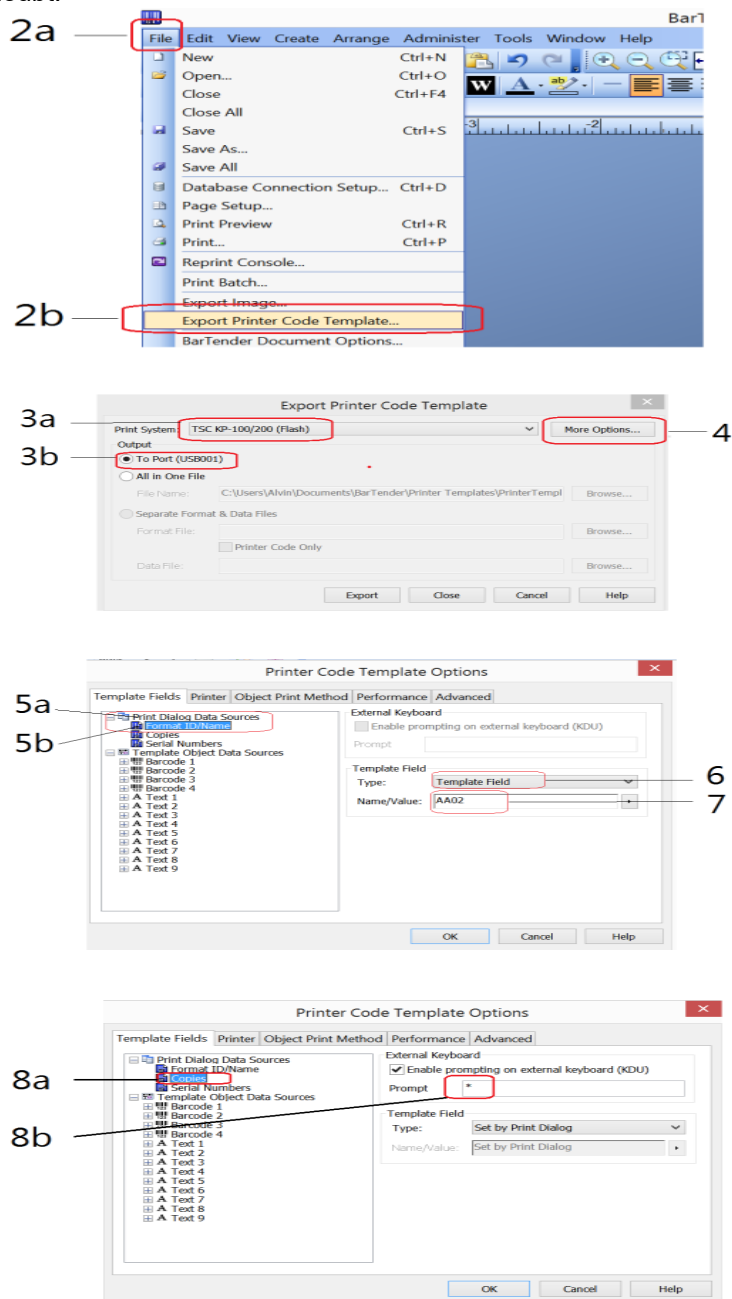 2a
BarT
File Edit View Create Arrange Administer Tools Window Help
New Ctrl+N
Open... Ctrl+O
Close Ctrl+F4
Close All
Save Ctrl+S
Save As...
Save All
Database Connection Setup... Ctrl+D
Page Setup...
Print Preview Ctrl+R
Print... Ctrl+P
Reprint Console...
Print Batch...
Export Image...
2b
Export Printer Code Template...
BarTender Document Options...
W A ab
-3 -2
Export Printer Code Template
3a
Print System: TSC KP-100/200 (Flash) More Options...
4
Output
3b
To Port (USB001)
All in One File
File Name: C:\Users\Alvin\Documents\BarTender\Printer Templates\PrinterTempl Browse...
Separate Format & Data Files
Format File: Browse...
Printer Code Only
Data File: Browse...
Export Close Cancel Help
Printer Code Template Options
Template Fields Printer Object Print Method Performance Advanced
5a
Print Dialog Data Sources
5b
Format ID/Name
Copies
Serial Numbers
Template Object Data Sources
Barcode 1
Barcode 2
Barcode 3
Barcode 4
A Text 1
A Text 2
A Text 3
A Text 4
A Text 5
A Text 6
A Text 7
A Text 8
A Text 9
External Keyboard
Enable prompting on external keyboard (KDU)
Prompt
Template Field
Type: Template Field
6
Name/Value: AA02
7
OK Cancel Help
Printer Code Template Options
Template Fields Printer Object Print Method Performance Advanced
Print Dialog Data Sources
Format ID/Name
8a
Copies
Serial Numbers
Template Object Data Sources
Barcode 1
Barcode 2
Barcode 3
Barcode 4
A Text 1
A Text 2
A Text 3
A Text 4
A Text 5
A Text 6
A Text 7
A Text 8
A Text 9
External Keyboard
Enable prompting on external keyboard (KDU)
8b
Prompt *
Template Field
Type: Set by Print Dialog
Name/Value: Set by Print Dialog
OK Cancel Help